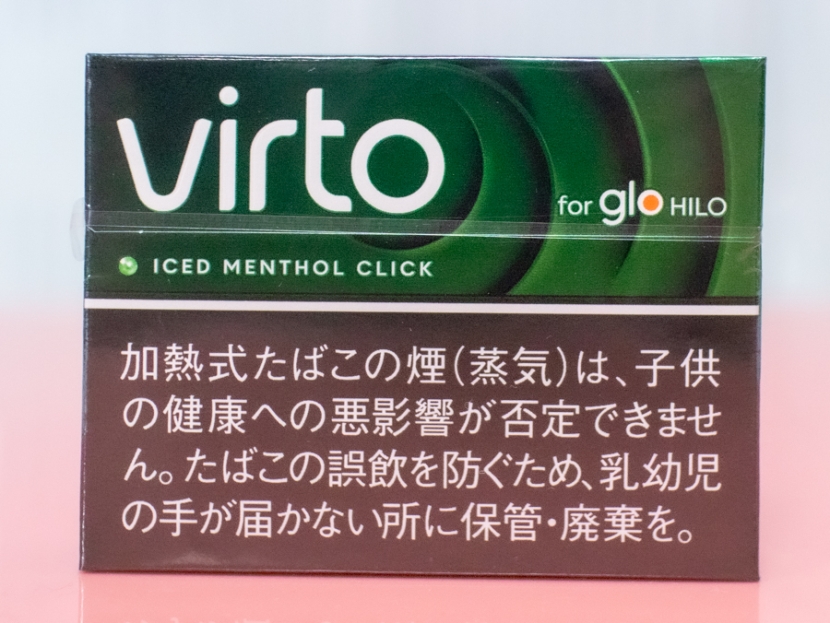 virto
for glo HILO
ICED MENTHOL CLICK
加熱式たばこの煙(蒸気)は、子供
の健康への悪影響が否定できませ
ん。たばこの誤飲を防ぐため、乳幼児
の手が届かない所に保管・廃棄を。